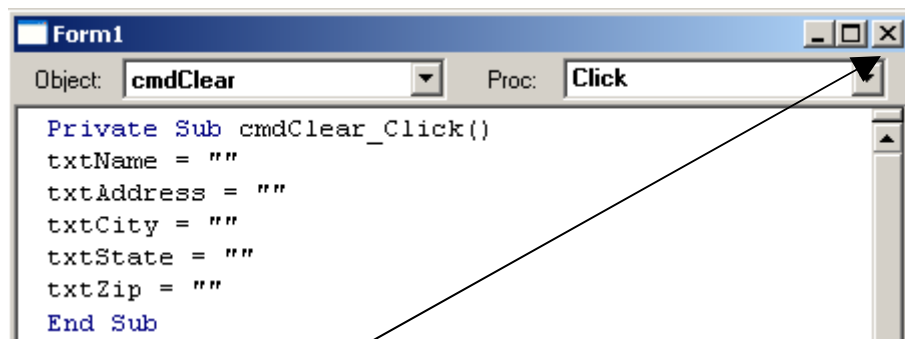 Form1
Object: cmdClear Proc: Click
Private Sub cmdClear_Click()
txtName = ""
txtAddress = ""
txtCity = ""
txtState = ""
txtZip = ""
End Sub